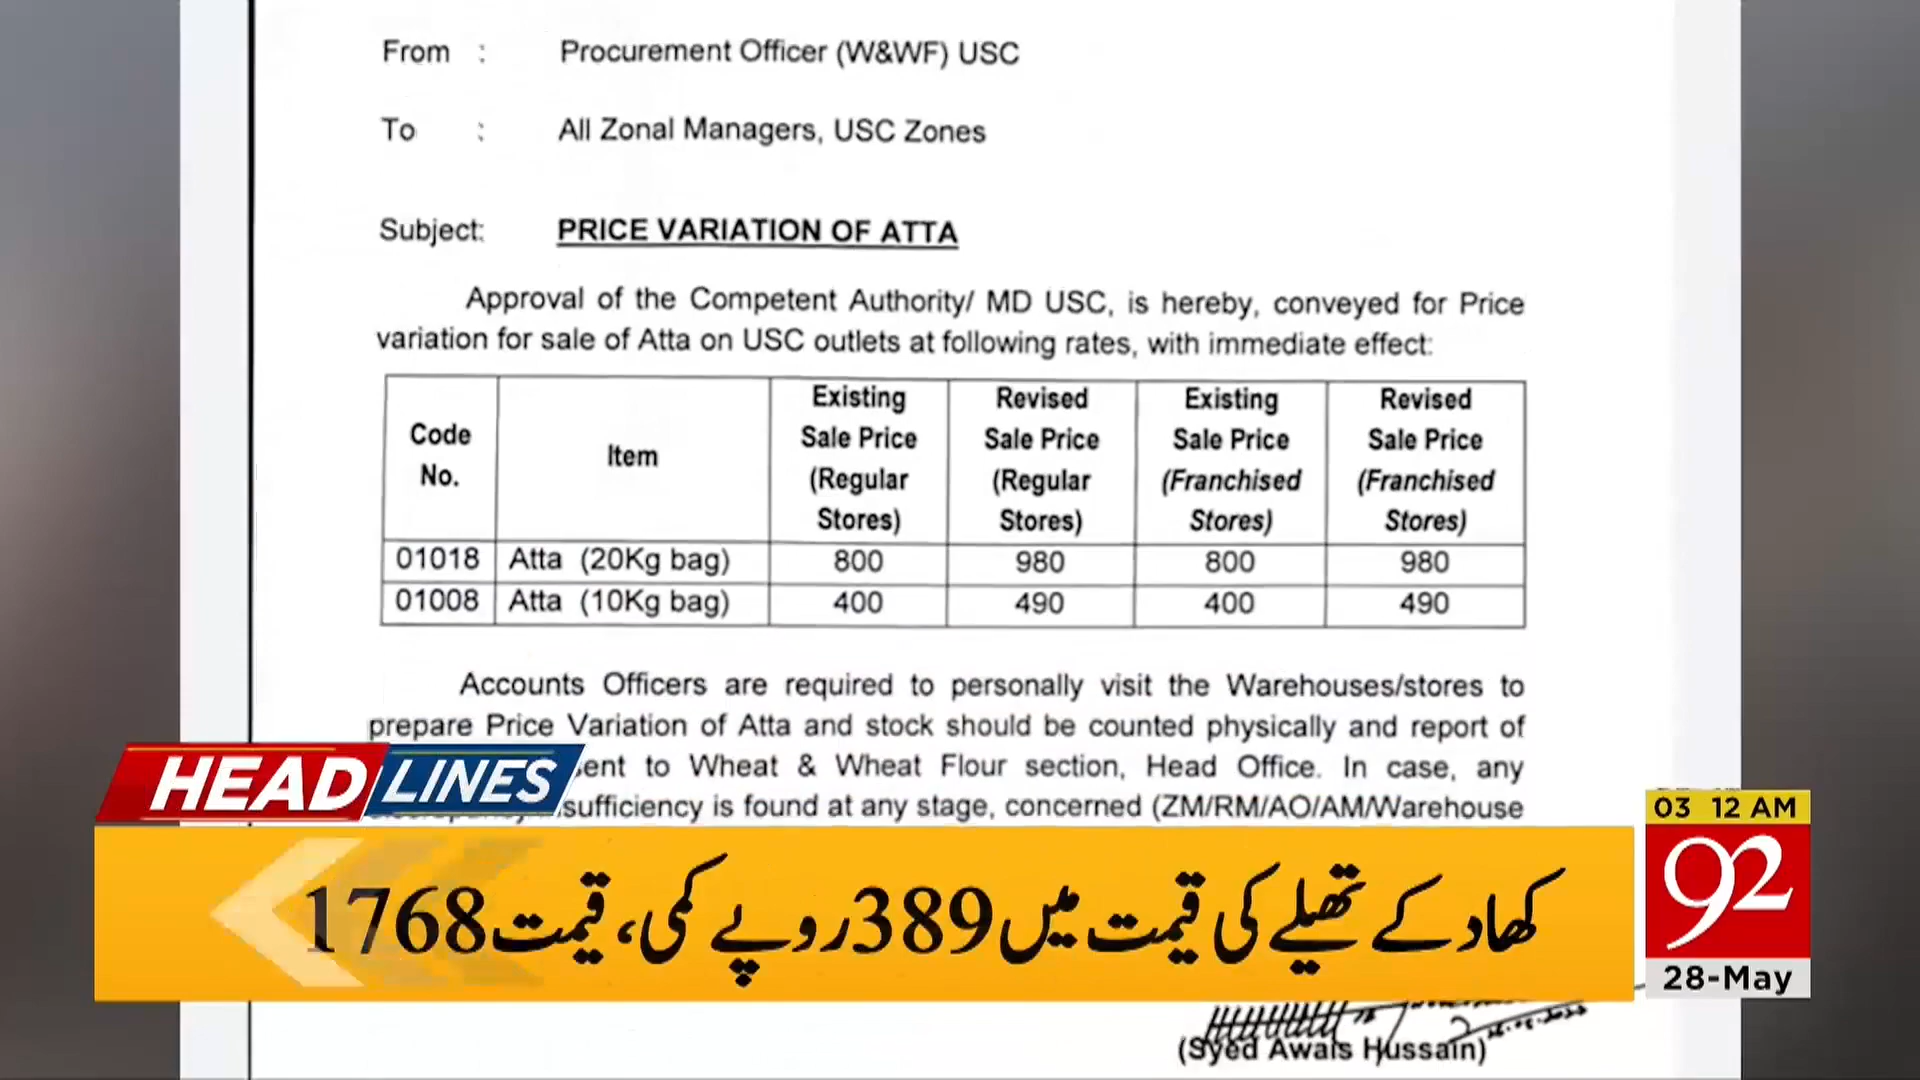 From : Procurement Officer (W&WF) USC
To : All Zonal Managers, USC Zones
Subject: PRICE VARIATION OF ATTA
Approval of the Competent Authority/ MD USC, is hereby, conveyed for Price
variation for sale of Atta on USC outlets at following rates, with immediate effect:
Code No. Item Existing Sale Price (Regular Stores) Revised Sale Price (Regular Stores) Existing Sale Price (Franchised Stores) Revised Sale Price (Franchised Stores)
01018 Atta (20Kg bag) 800 980 800 980
01008 Atta (10Kg bag) 400 490 400 490
Accounts Officers are required to personally visit the Warehouses/stores to
prepare Price Variation of Atta and stock should be counted physically and report of
to Wheat & Wheat Flour section, Head Office. In case, any
is found at any stage, concerned (ZM/RM/AO/AM/Warehouse
HEADLINES
کھاد کے تھیلے کی قیمت میں 389 روپے کمی، قیمت 1768
03 12 AM
92
28-May
(Syed Awais Hussain)